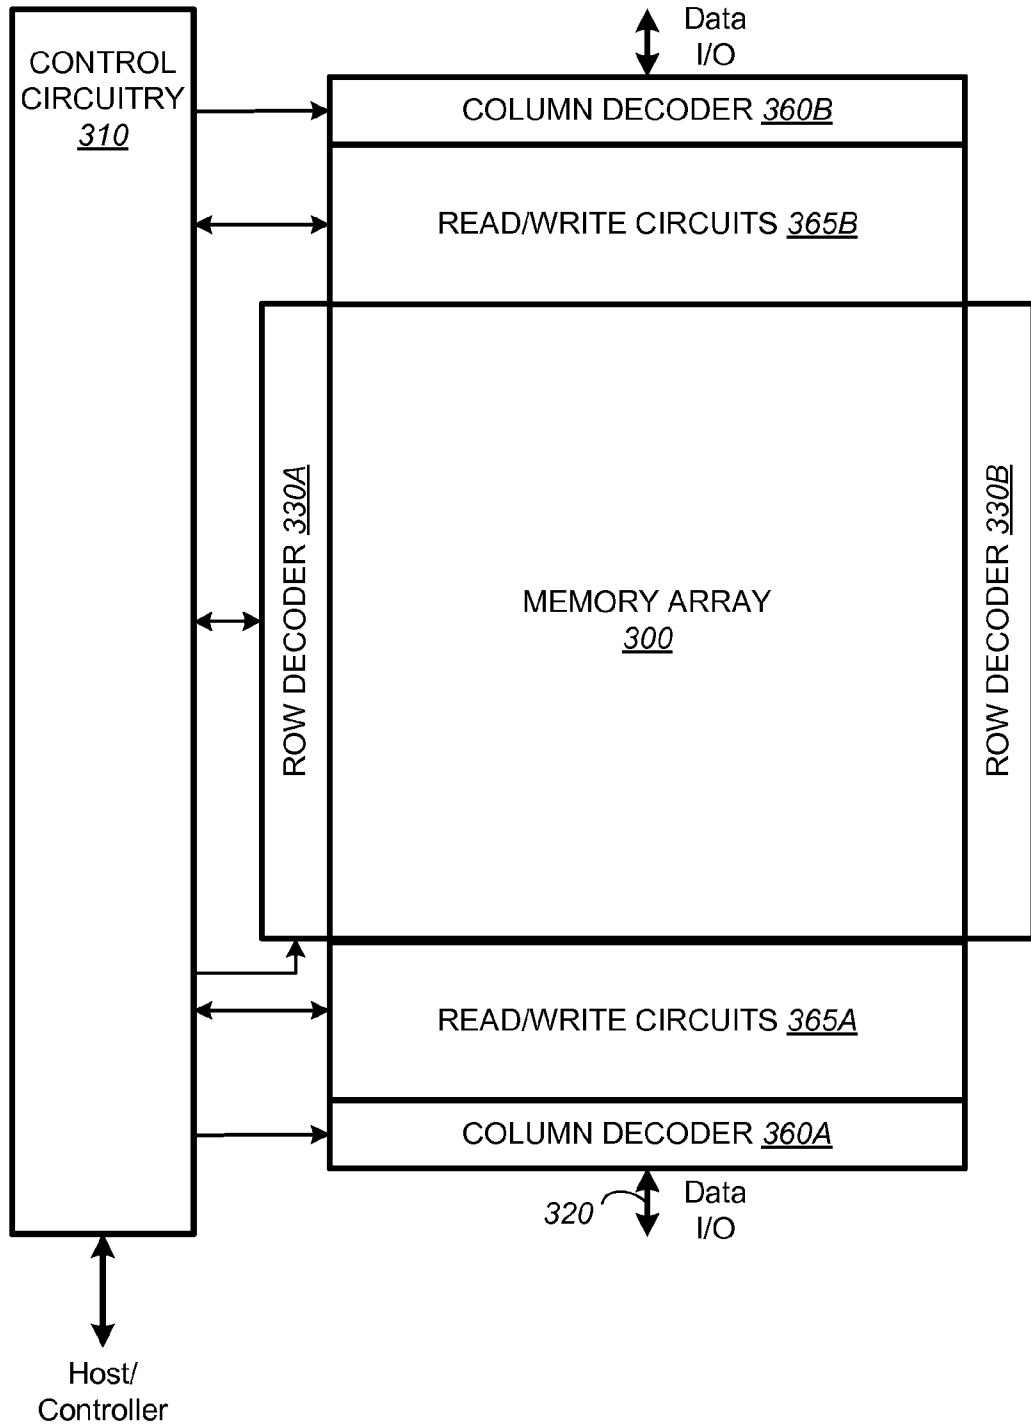 CONTROL
CIRCUITRY
310
Data
I/O
COLUMN DECODER 360B
READ/WRITE CIRCUITS 365B
ROW DECODER 330A
MEMORY ARRAY
300
ROW DECODER 330B
READ/WRITE CIRCUITS 365A
COLUMN DECODER 360A
320
Data
I/O
Host/
Controller